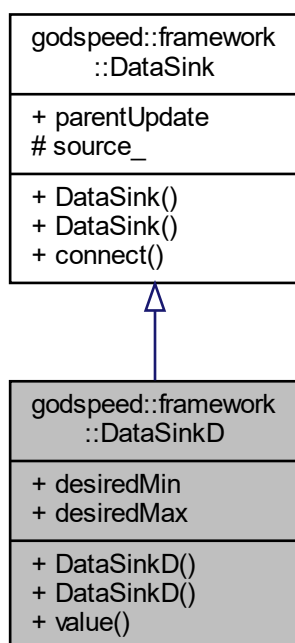 godspeed::framework
::DataSink
+ parentUpdate
# source_
+ DataSink()
+ DataSink()
+ connect()
godspeed::framework
::DataSinkD
+ desiredMin
+ desiredMax
+ DataSinkD()
+ DataSinkD()
+ value()